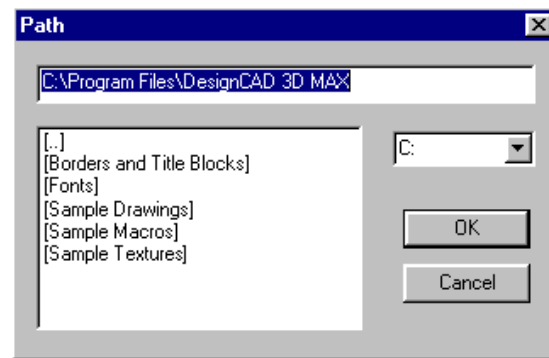 Path
C:\Program Files\DesignCAD 3D MAX
[..]
[Borders and Title Blocks]
[Fonts]
[Sample Drawings]
[Sample Macros]
[Sample Textures]
C:
OK
Cancel